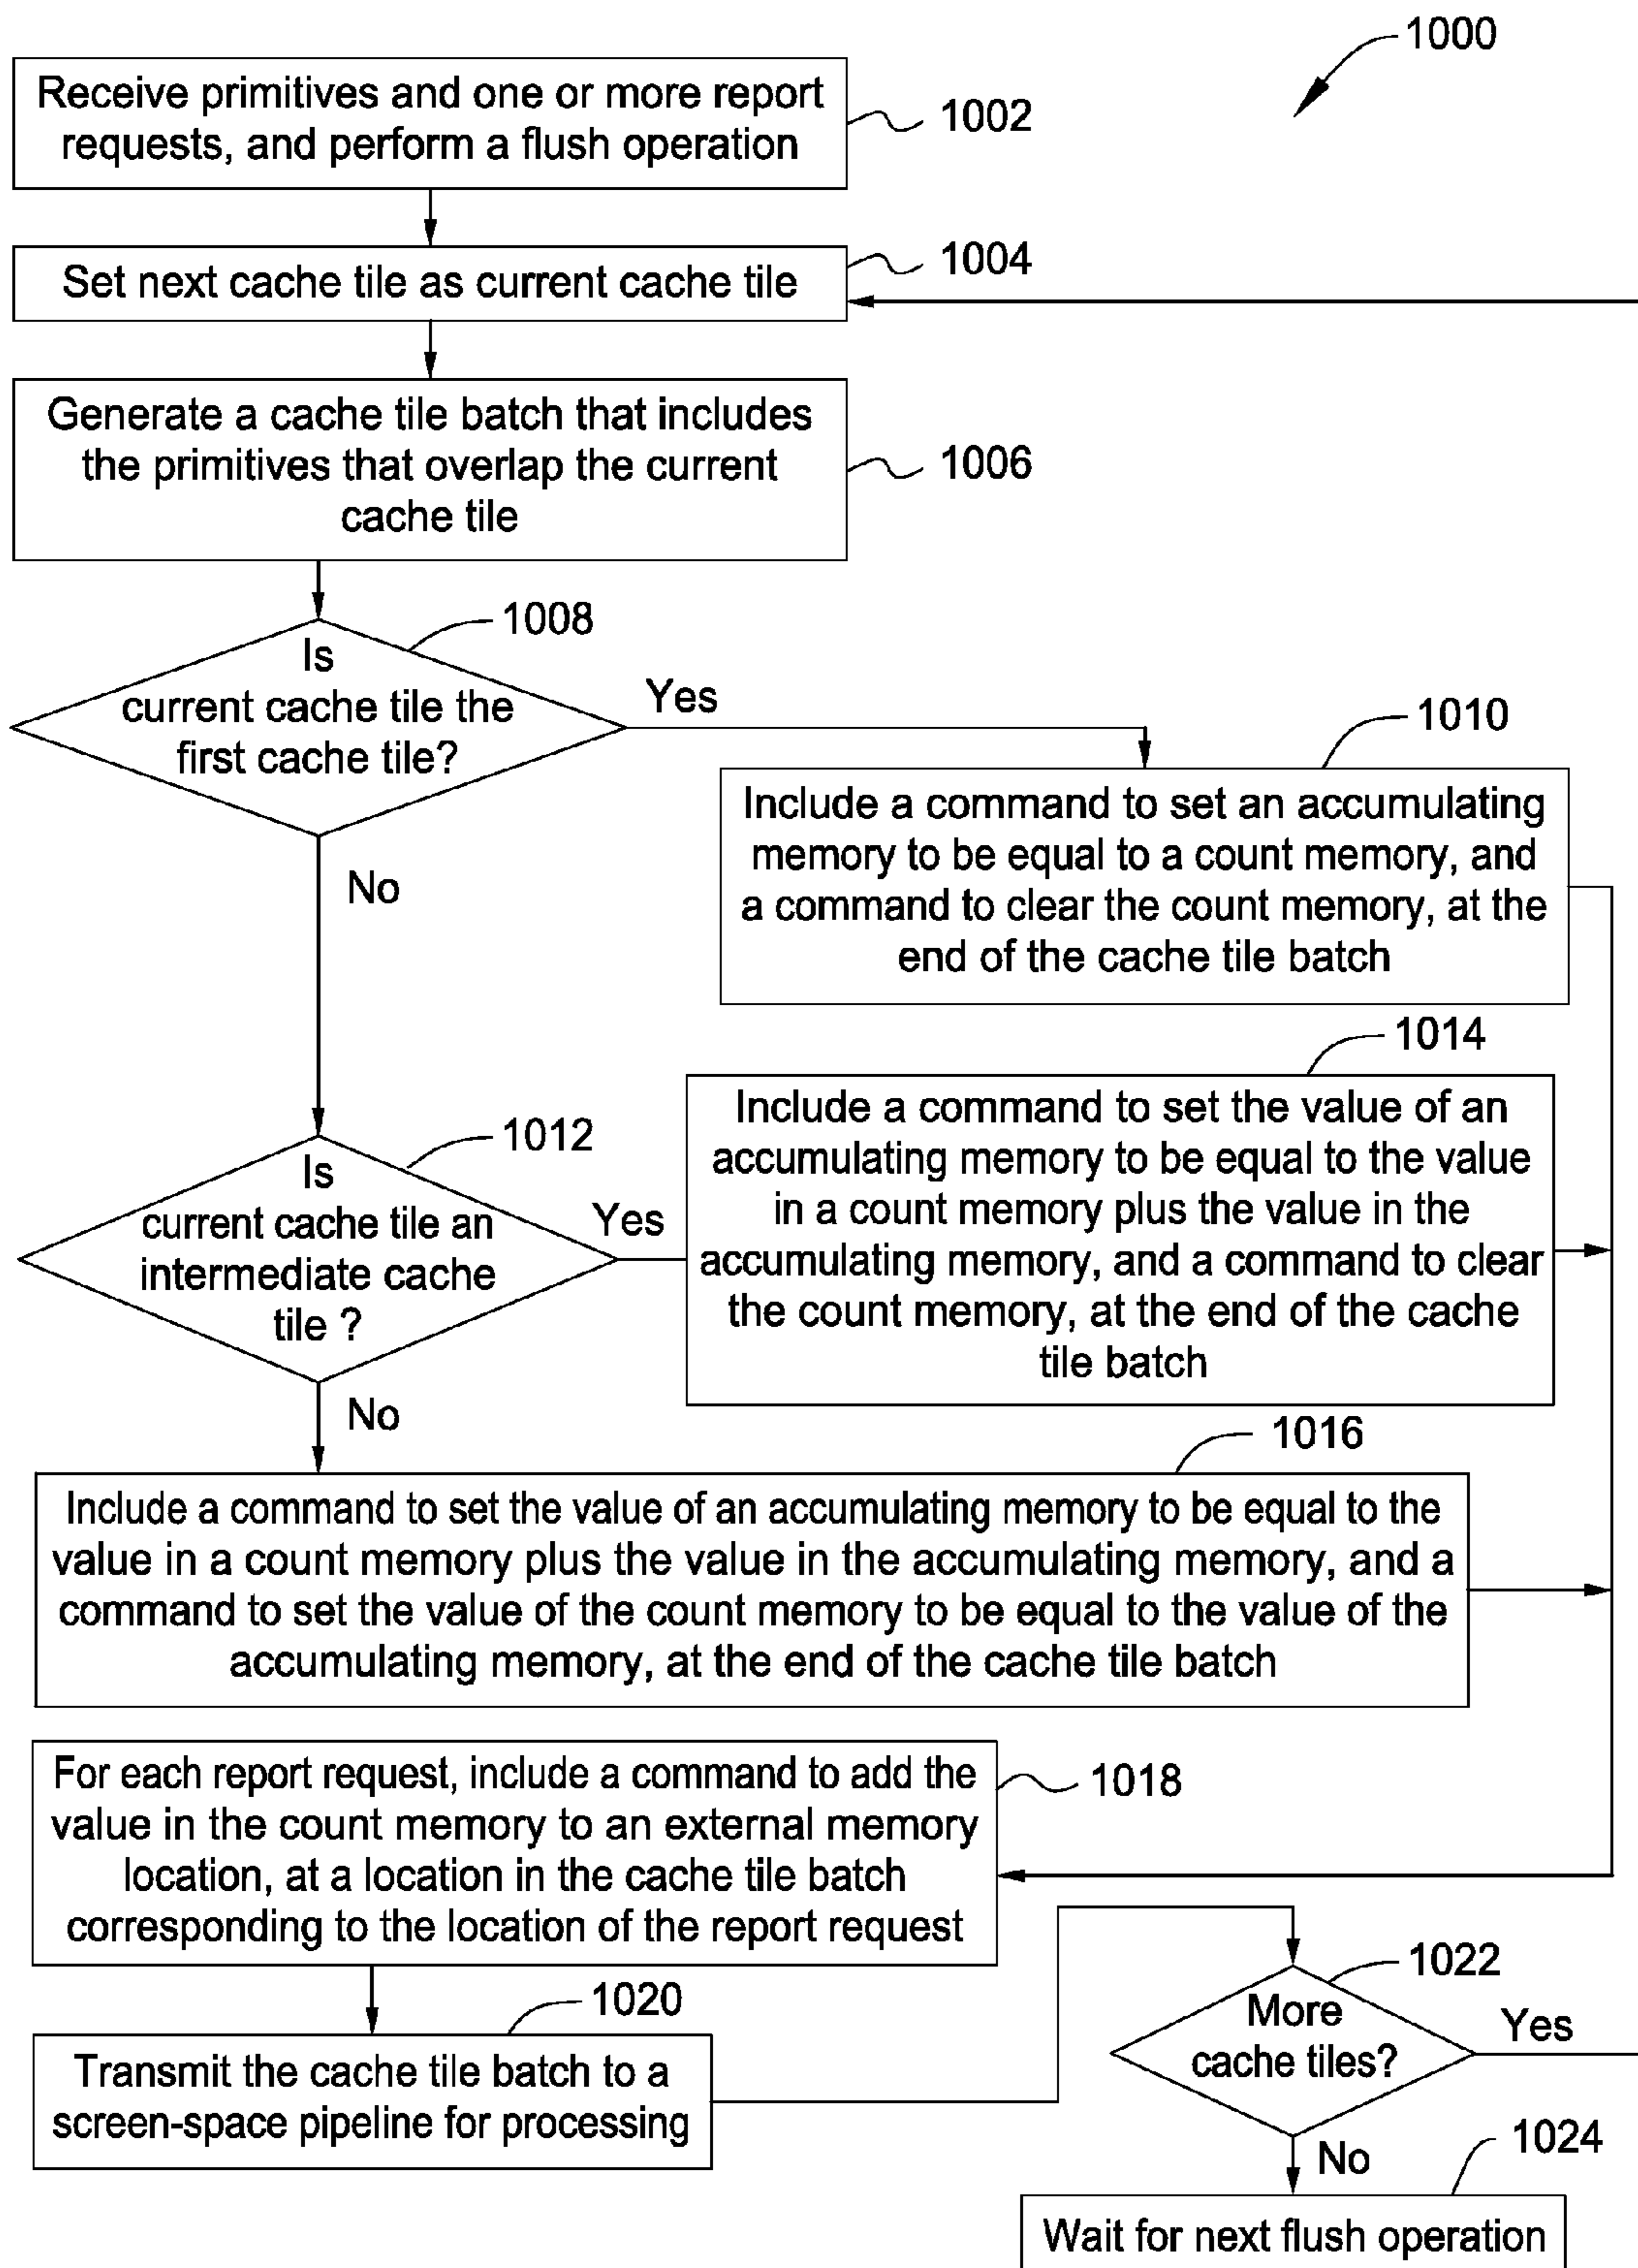 1000
Receive primitives and one or more report
requests, and perform a flush operation
1002
Set next cache tile as current cache tile
1004
Generate a cache tile batch that includes
the primitives that overlap the current
cache tile
1006
1008
Is
current cache tile the
first cache tile?
Yes
No
1010
Include a command to set an accumulating
memory to be equal to a count memory, and
a command to clear the count memory, at the
end of the cache tile batch
1012
Is
current cache tile an
intermediate cache
tile ?
Yes
No
1014
Include a command to set the value of an
accumulating memory to be equal to the value
in a count memory plus the value in the
accumulating memory, and a command to clear
the count memory, at the end of the cache
tile batch
1016
Include a command to set the value of an accumulating memory to be equal to the
value in a count memory plus the value in the accumulating memory, and a
command to set the value of the count memory to be equal to the value of the
accumulating memory, at the end of the cache tile batch
For each report request, include a command to add the
value in the count memory to an external memory
location, at a location in the cache tile batch
corresponding to the location of the report request
1018
1020
Transmit the cache tile batch to a
screen-space pipeline for processing
1022
More
cache tiles?
Yes
No
1024
Wait for next flush operation